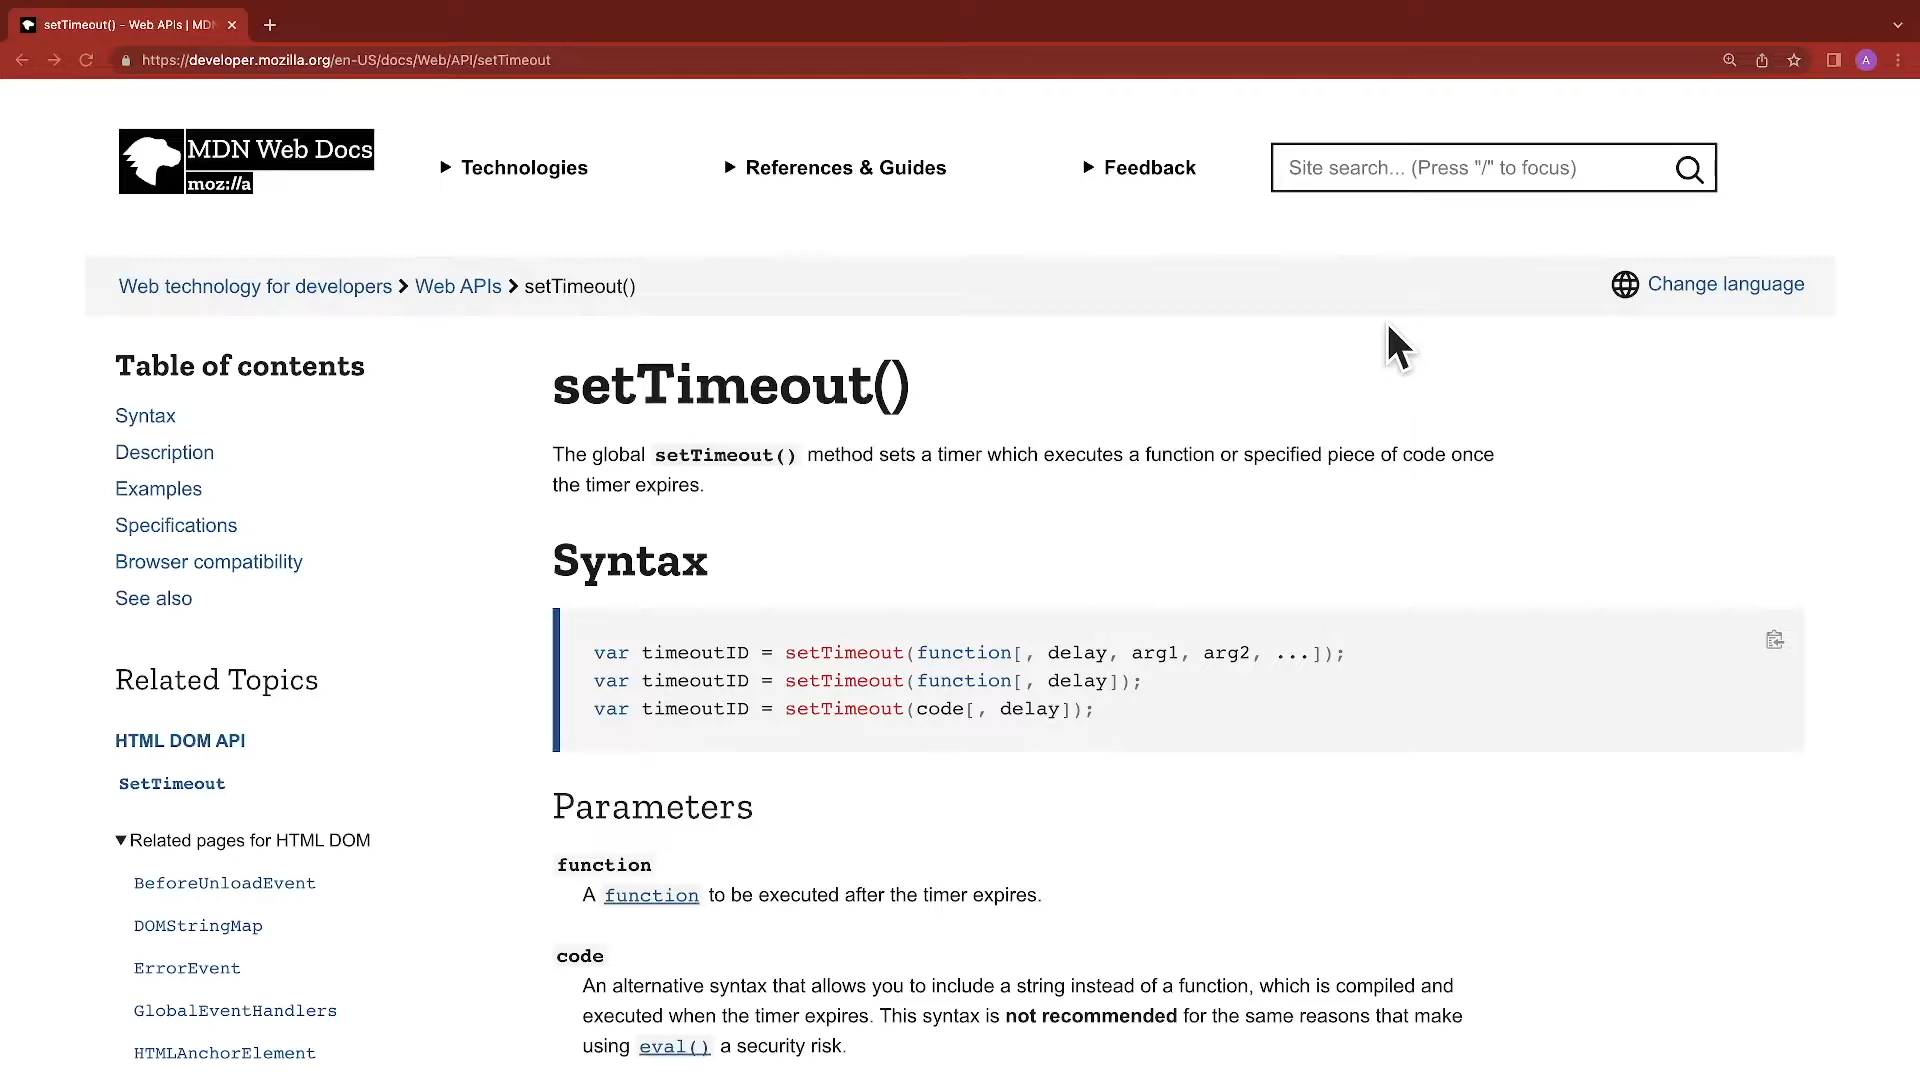 setTimeout() - Web APIs | MDN
https://developer.mozilla.org/en-US/docs/Web/API/setTimeout
A
MDN Web Docs
moz://a
Technologies
References & Guides
Feedback
Site search... (Press "/" to focus)
Web technology for developers > Web APIs > setTimeout()
Change language
Table of contents
Syntax
Description
Examples
Specifications
Browser compatibility
See also
Related Topics
HTML DOM API
SetTimeout
Related pages for HTML DOM
BeforeUnloadEvent
DOMStringMap
ErrorEvent
GlobalEventHandlers
HTMLAnchorElement
setTimeout()
The global setTimeout() method sets a timer which executes a function or specified piece of code once
the timer expires.
Syntax
var timeoutID = setTimeout(function[, delay, arg1, arg2, ...]);
var timeoutID = setTimeout(function[, delay]);
var timeoutID = setTimeout(code[, delay]);
Parameters
function
A function to be executed after the timer expires.
code
An alternative syntax that allows you to include a string instead of a function, which is compiled and
executed when the timer expires. This syntax is not recommended for the same reasons that make
using eval() a security risk.